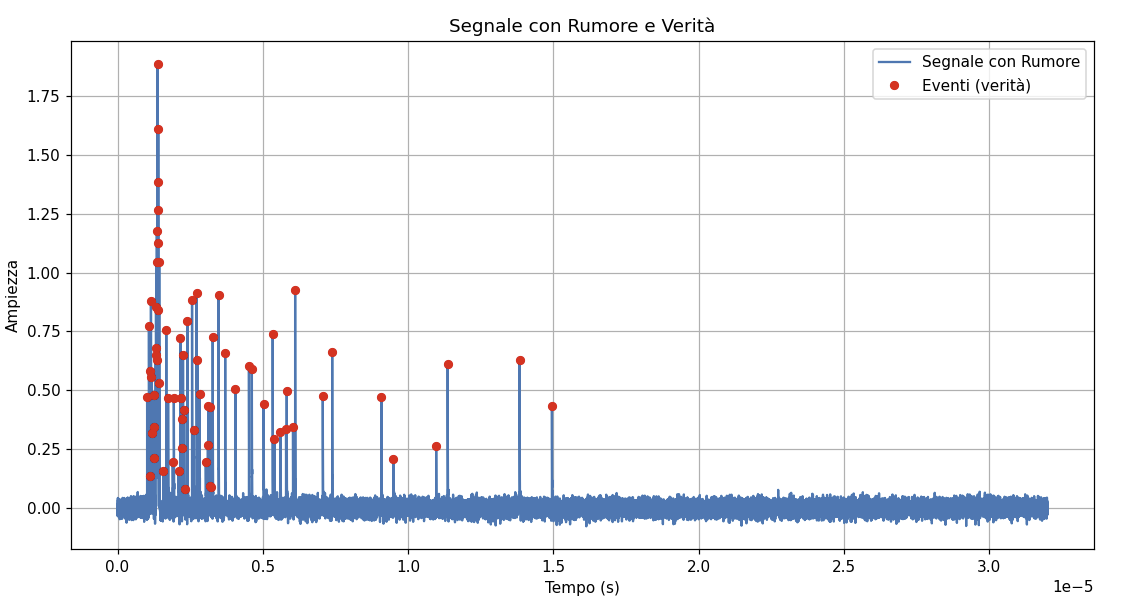 Segnale con Rumore e Verità
Segnale con Rumore
Eventi (verità)
Ampiezza
1.75
1.50
1.25
1.00
0.75
0.50
0.25
0.00
0.0 0.5 1.0 1.5 2.0 2.5 3.0
1e−5
Tempo (s)